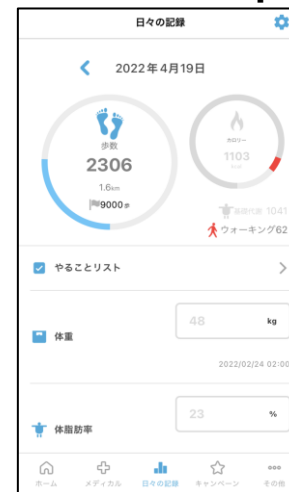 日々の記録
2022年4月19日
歩数
2306
1.6km
9000歩
カロリー
1103
kcal
基礎代謝 1041
ウォーキング62
やることリスト
48 kg
体重
2022/02/24 02:00
23 %
体脂肪率
ホーム メディカル 日々の記録 キャンペーン その他